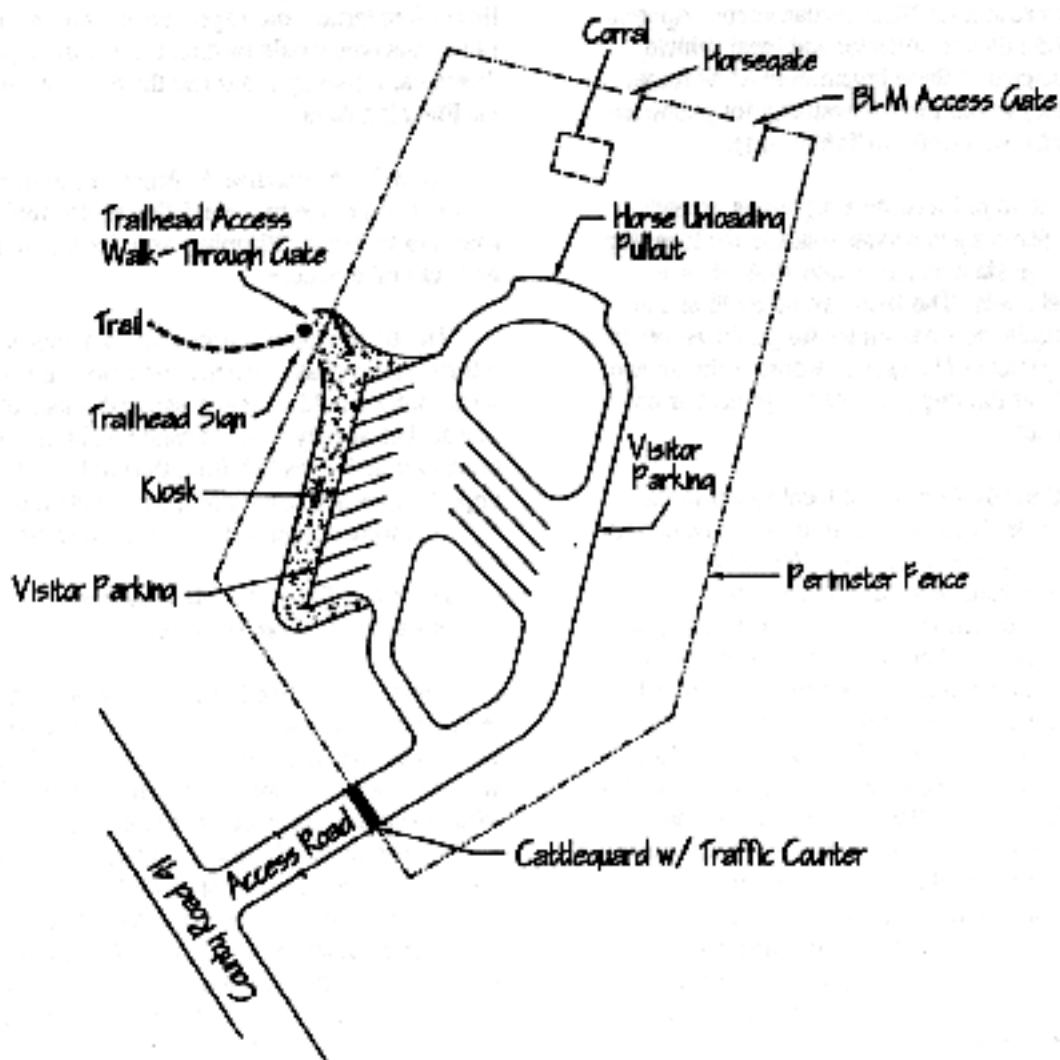 Corral
Horsegate
BLM Access Gate
Trailhead Access
Walk-Through Gate
Horse Unloading
Pullout
Trail
Trailhead Sign
Visitor
Parking
Kiosk
Visitor Parking
Perimeter Fence
Cattleguard w/ Traffic Counter
Access Road
County Road 41